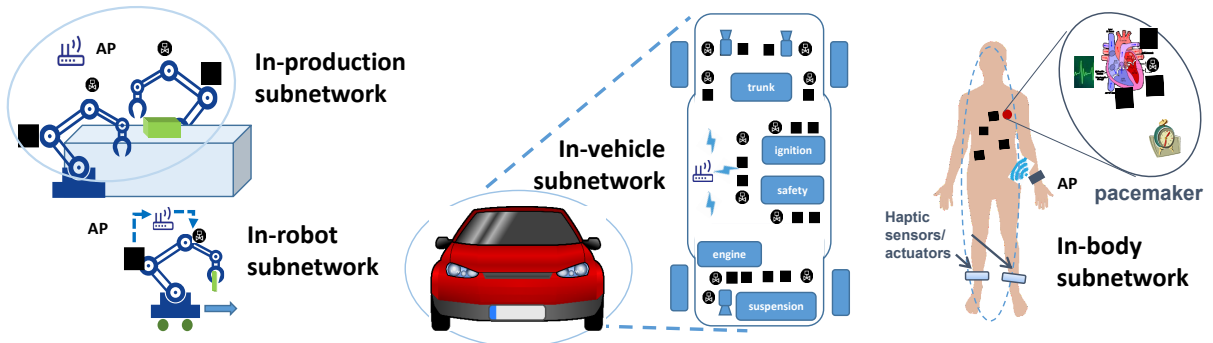 AP
In-production
subnetwork
AP
In-robot
subnetwork
In-vehicle
subnetwork
trunk
ignition
safety
engine
suspension
AP
pacemaker
Haptic
sensors/
actuators
In-body
subnetwork